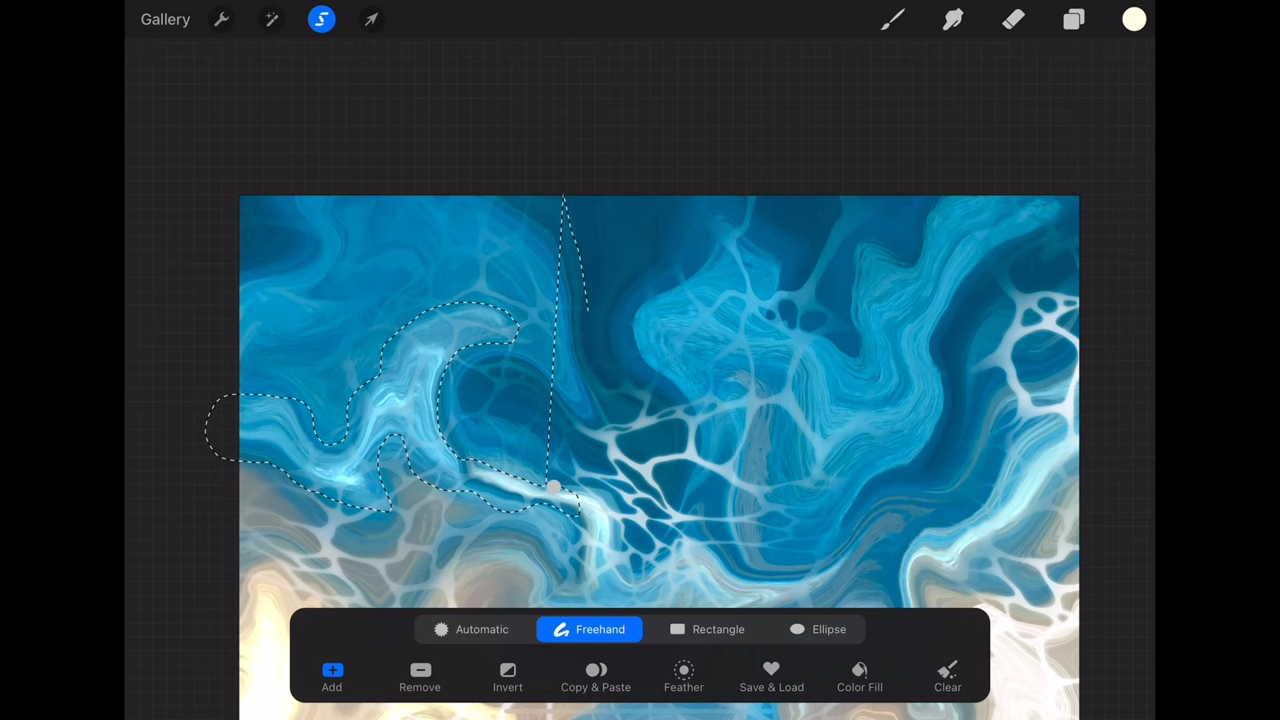 Gallery
Automatic Freehand Rectangle Ellipse
Add Remove Invert Copy & Paste Feather Save & Load Color Fill Clear